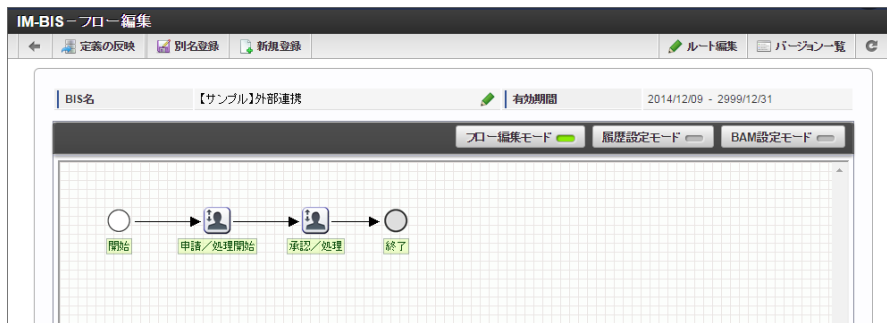 IM-BIS－フロー編集
定義の反映 別名登録 新規登録 ルート編集 バージョン一覧
BIS名 【サンプル】外部連携 有効期間 2014/12/09 - 2999/12/31
フロー編集モード 履歴設定モード BAM設定モード
開始 申請／処理開始 承認／処理 終了